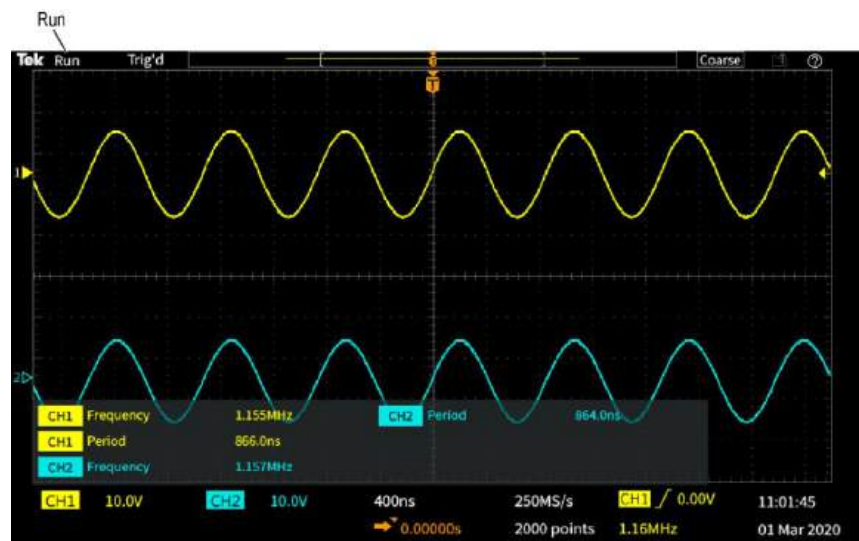 Run
Tek Run Trig'd Coarse
T
1
2
CH1 Frequency 1.155MHz CH2 Period 864.0ns
CH1 Period 866.0ns
CH2 Frequency 1.157MHz
CH1 10.0V CH2 10.0V 400ns 250MS/s CH1 0.00V 11:01:45
0.00000s 2000 points 1.16MHz 01 Mar 2020